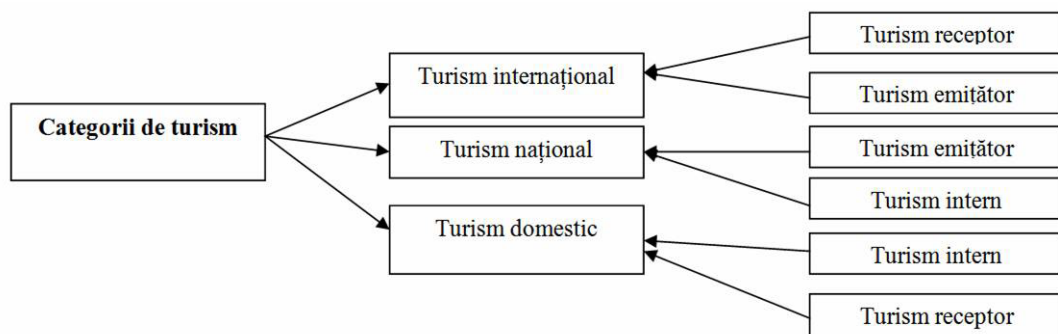 Categorii de turism
Turism internațional
Turism național
Turism domestic
Turism receptor
Turism emițător
Turism emițător
Turism intern
Turism intern
Turism receptor